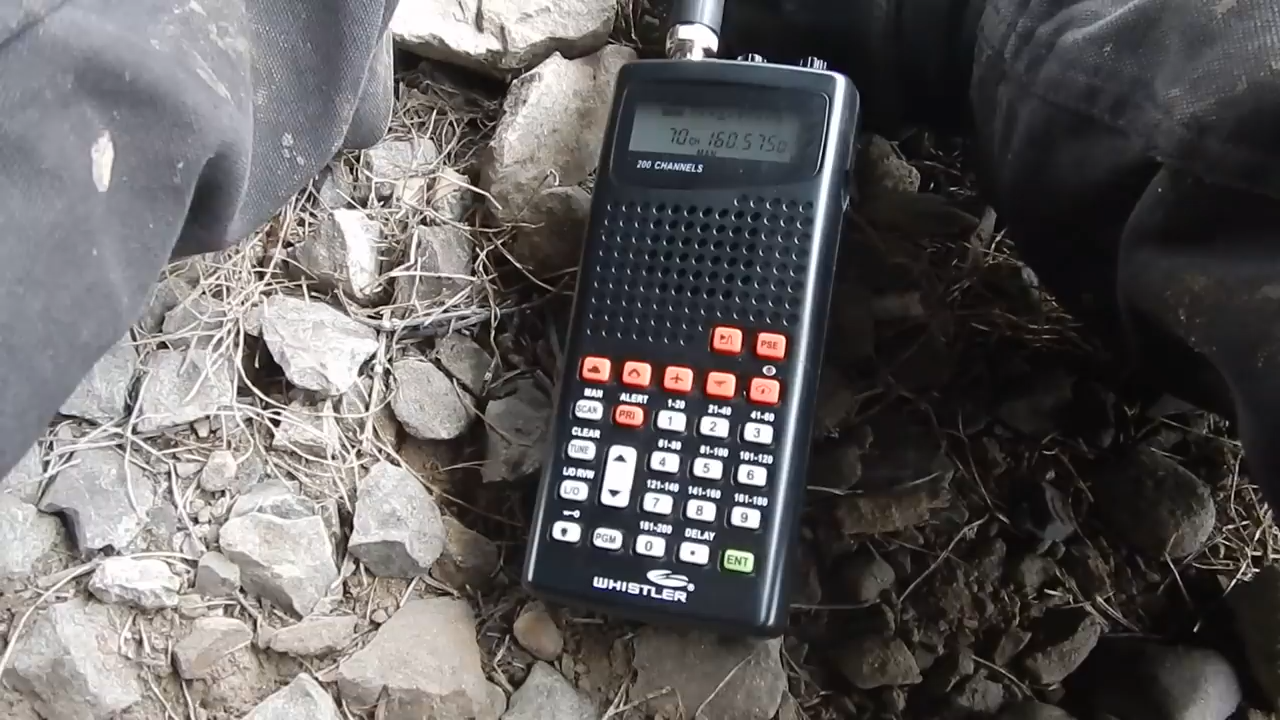 70CH 160.575D
MAN
200 CHANNELS
PSE
MAN ALERT 1-20 21-40 41-60
SCAN PRI 1 2 3
CLEAR 61-80 81-100 101-120
TUNE 4 5 6
L/O RVW 121-140 141-160 161-180
L/O 7 8 9
181-200 DELAY
PGM 0 • ENT
WHISTLER®